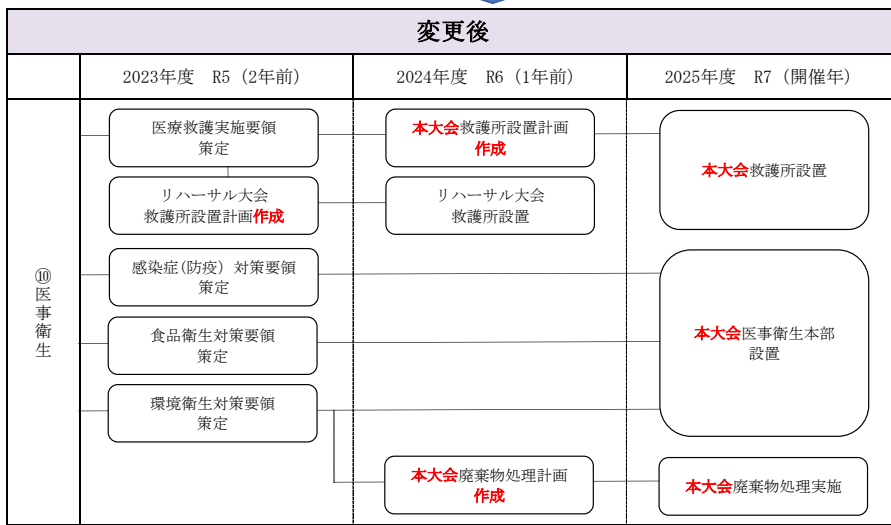 変更後
2023年度　R5（2年前）
2024年度　R6（1年前）
2025年度　R7（開催年）
⑩医事衛生
医療救護実施要領
策定
本大会救護所設置計画
作成
本大会救護所設置
リハーサル大会
救護所設置計画作成
リハーサル大会
救護所設置
感染症(防疫）対策要領
策定
食品衛生対策要領
策定
本大会医事衛生本部
設置
環境衛生対策要領
策定
本大会廃棄物処理計画
作成
本大会廃棄物処理実施